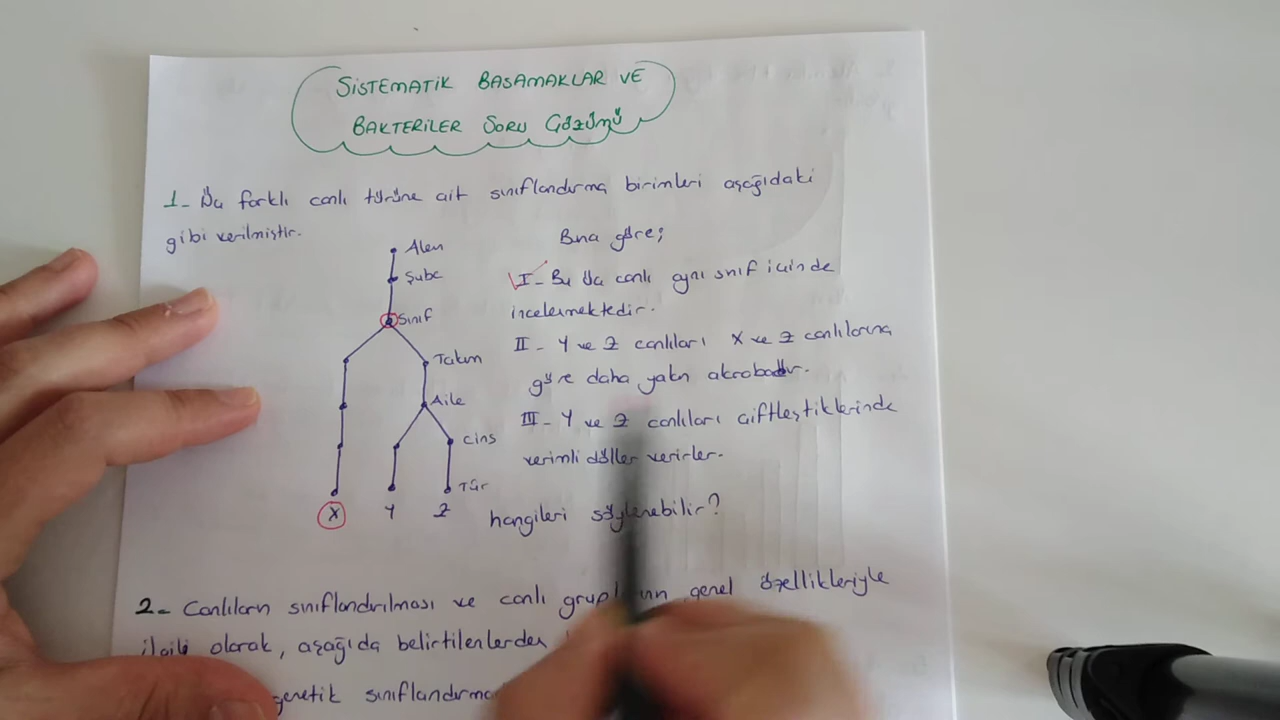 SİSTEMATİK BASAMAKLAR VE
BAKTERİLER SORU ÇÖZÜMÜ
1- Üç farklı canlı türüne ait sınıflandırma birimleri aşağıdaki
gibi verilmiştir.
Alem
Şube
Sınıf
Takım
Aile
Cins
Tür
X Y Z
Buna göre;
I- Bu üç canlı aynı sınıf içinde
incelenmektedir.
II- Y ve Z canlıları X ve Z canlılarına
göre daha yakın akrabadır.
III- Y ve Z canlıları çiftleştiklerinde
verimli döller verirler.
hangileri söylenebilir?
2- Canlıların sınıflandırılması ve canlı genel özellikleriyle
ilgili olarak, aşağıda belirtilenlerden
sınıflandırma